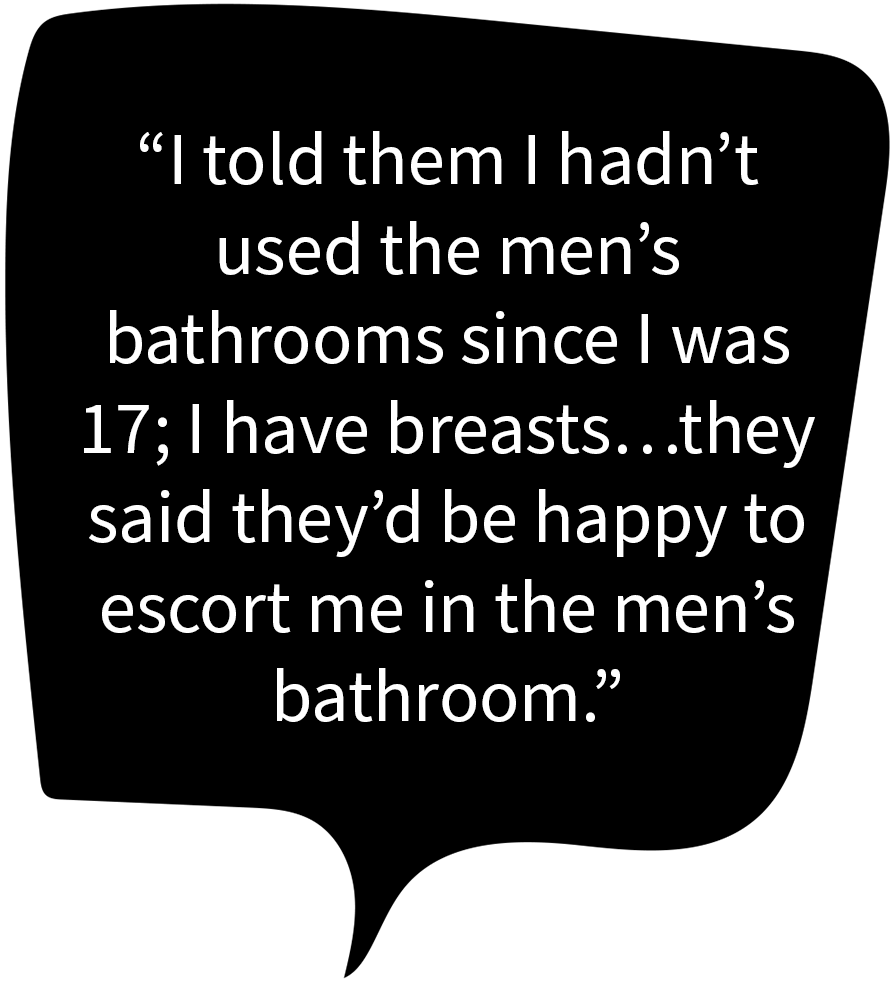 “I told them I hadn’t
used the men’s
bathrooms since I was
17; I have breasts…they
said they’d be happy to
escort me in the men’s
bathroom.”